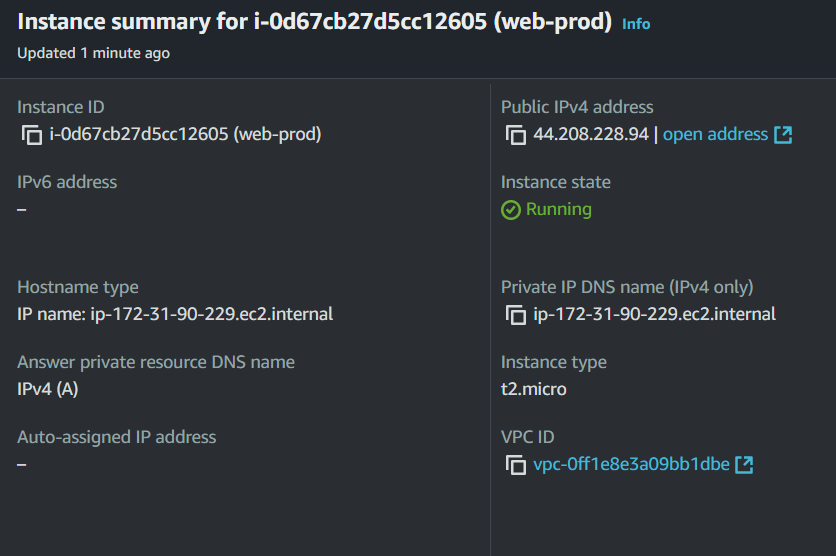 Instance summary for i-0d67cb27d5cc12605 (web-prod) Info
Updated 1 minute ago
Instance ID
i-0d67cb27d5cc12605 (web-prod)
Public IPv4 address
44.208.228.94 | open address
IPv6 address
–
Instance state
Running
Hostname type
IP name: ip-172-31-90-229.ec2.internal
Private IP DNS name (IPv4 only)
ip-172-31-90-229.ec2.internal
Answer private resource DNS name
IPv4 (A)
Instance type
t2.micro
Auto-assigned IP address
–
VPC ID
vpc-0ff1e8e3a09bb1dbe